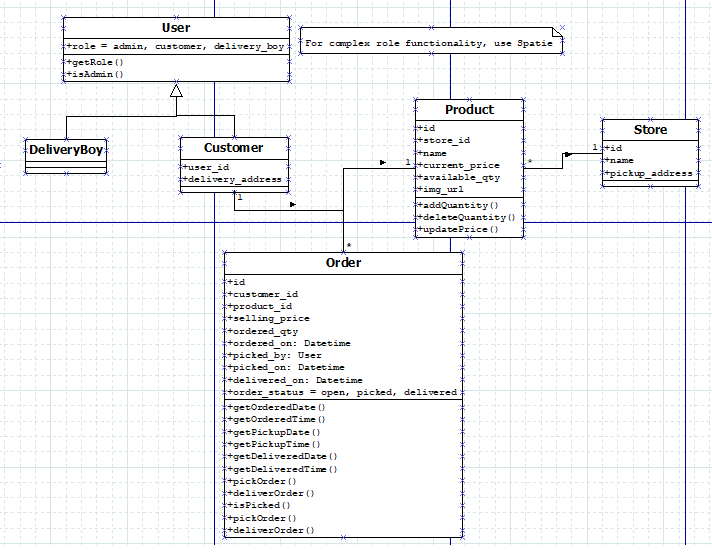 User
+role = admin, customer, delivery_boy
+getRole()
+isAdmin()
For complex role functionality, use Spatie
DeliveryBoy
Customer
+user_id
+delivery_address
1
Product
+id
+store_id
+name
+current_price
+available_qty
+img_url
+addQuantity()
+deleteQuantity()
+updatePrice()
1
*
Store
+id
+name
+pickup_address
1
*
Order
+id
+customer_id
+product_id
+selling_price
+ordered_qty
+ordered_on: Datetime
+picked_by: User
+picked_on: Datetime
+delivered_on: Datetime
+order_status = open, picked, delivered
+getOrderedDate()
+getOrderedTime()
+getPickupDate()
+getPickupTime()
+getDeliveredDate()
+getDeliveredTime()
+pickOrder()
+deliverOrder()
+isPicked()
+pickOrder()
+deliverOrder()